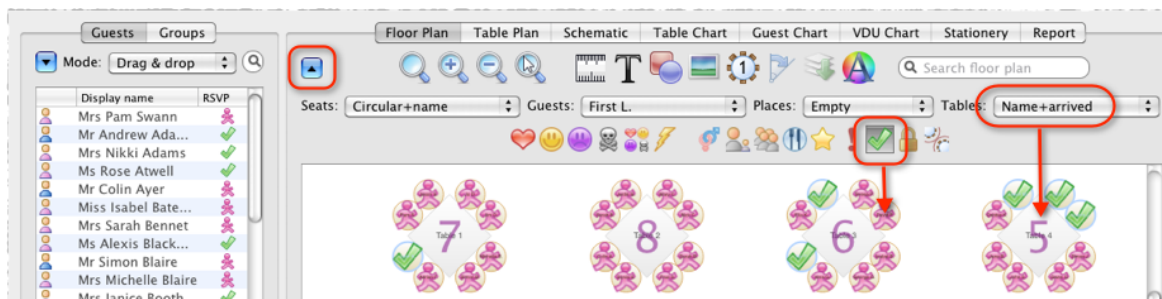 Guests Groups
Mode: Drag & drop
Display name RSVP
Mrs Pam Swann
Mr Andrew Ada...
Mrs Nikki Adams
Ms Rose Atwell
Mr Colin Ayer
Miss Isabel Bate...
Mrs Sarah Bennet
Ms Alexis Black...
Mr Simon Blaire
Mrs Michelle Blaire
Mrs Janice Booth
Floor Plan Table Plan Schematic Table Chart Guest Chart VDU Chart Stationery Report
T 1 A Search floor plan
Seats: Circular+name Guests: First L. Places: Empty Tables: Name+arrived
7 8 6 5
Table 1 Table 2 Table 3 Table 4